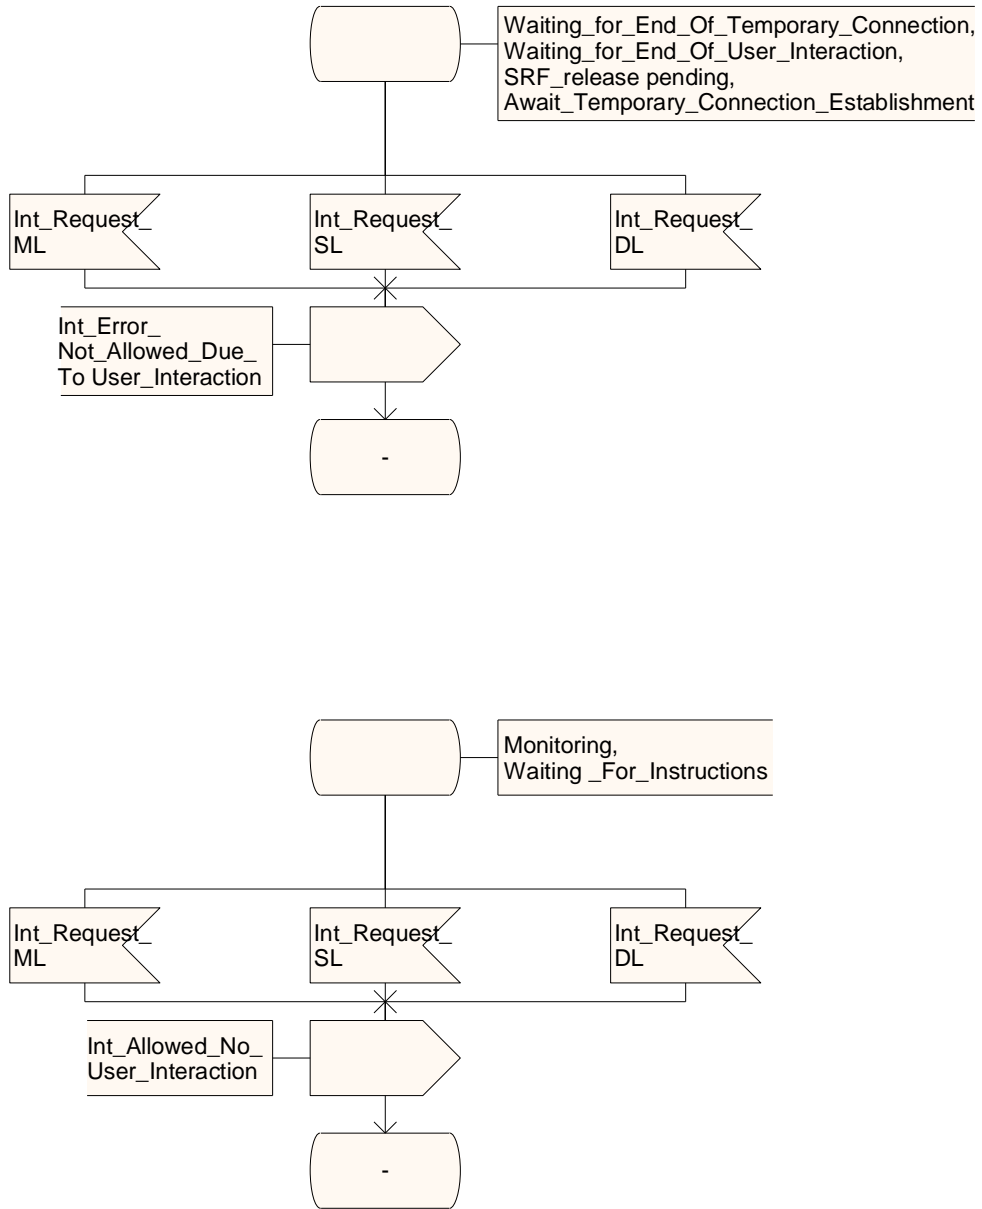 Waiting_for_End_Of_Temporary_Connection,
Waiting_for_End_Of_User_Interaction,
SRF_release pending,
Await_Temporary_Connection_Establishment
Int_Request_
ML
Int_Request_
SL
Int_Request_
DL
Int_Error_
Not_Allowed_Due_
To User_Interaction
-
Monitoring,
Waiting _For_Instructions
Int_Request_
ML
Int_Request_
SL
Int_Request_
DL
Int_Allowed_No_
User_Interaction
-